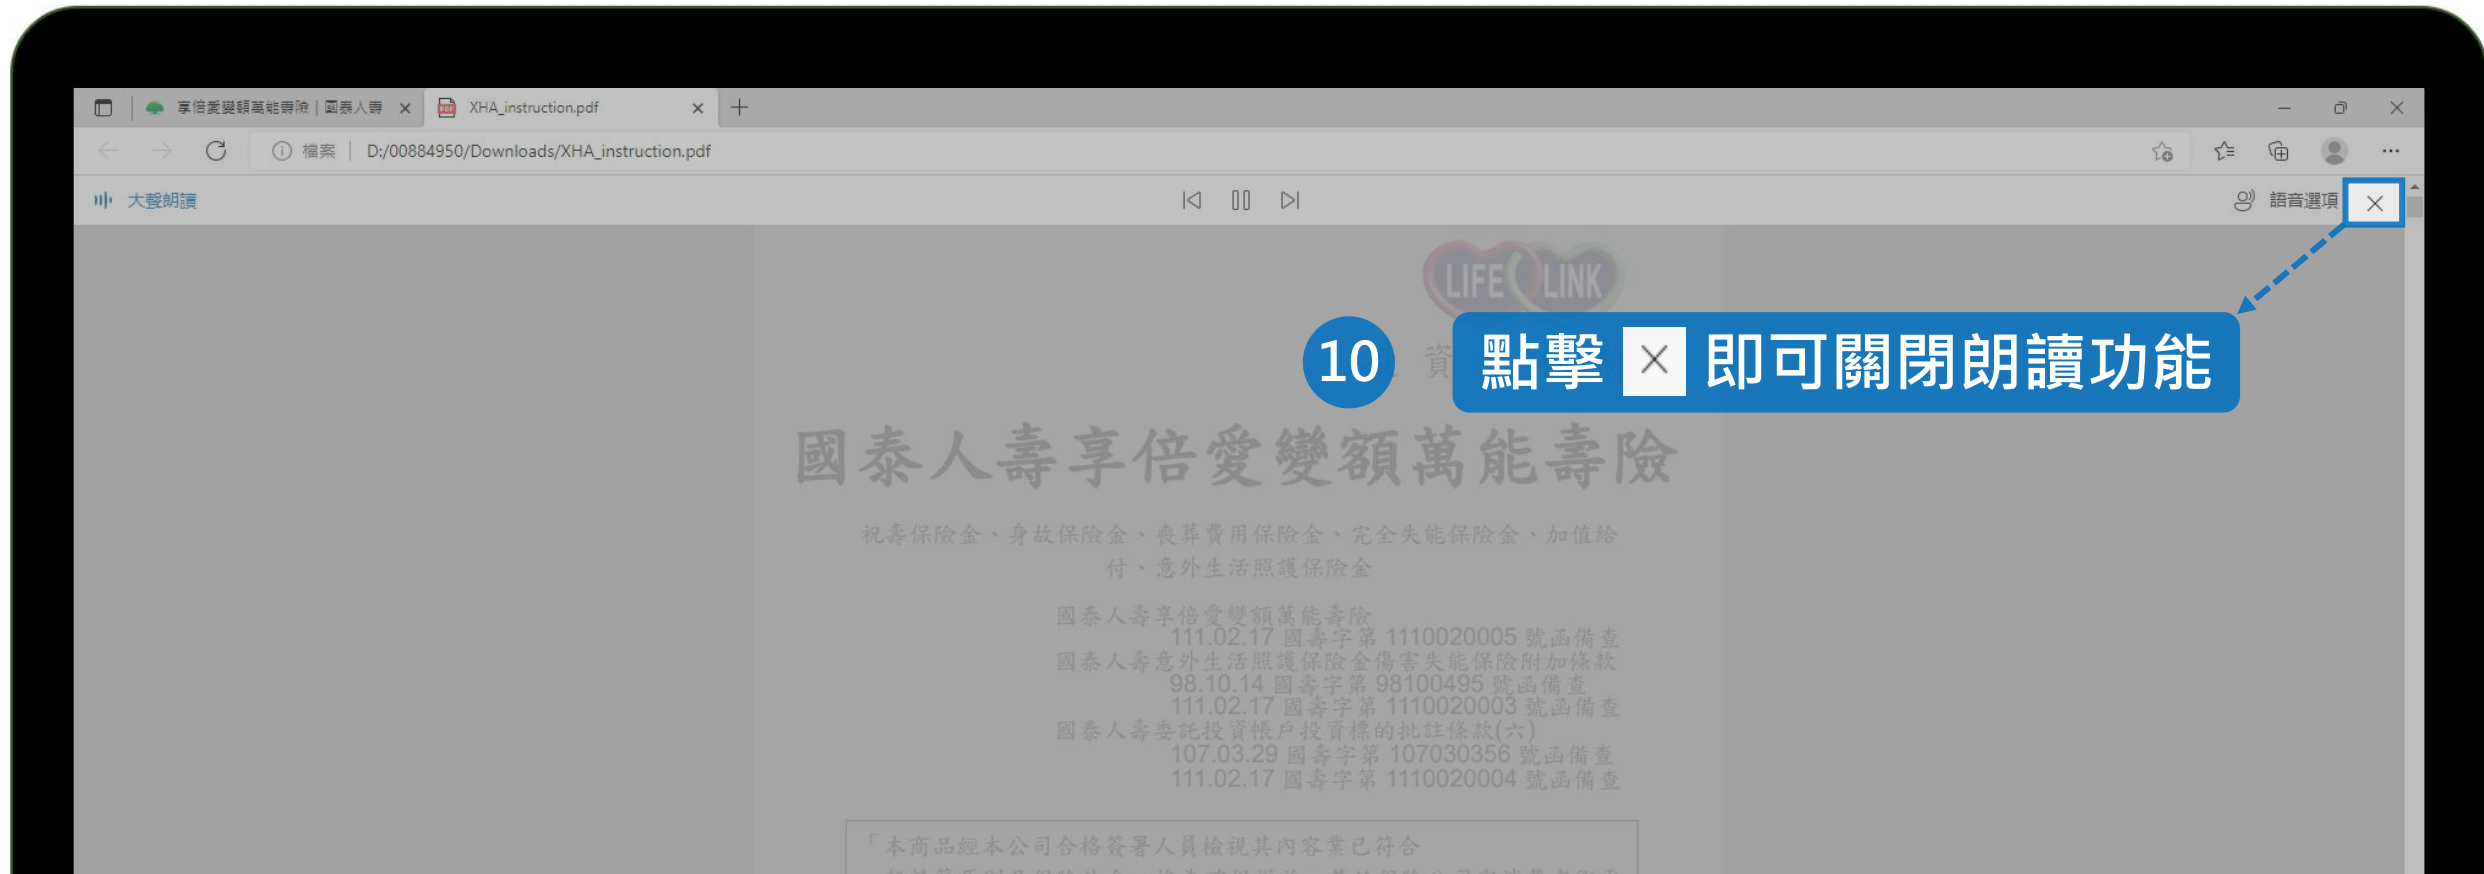 享倍愛變額萬能壽險 | 國泰人壽
XHA_instruction.pdf
檔案 | D:/00884950/Downloads/XHA_instruction.pdf
大聲朗讀
語音選項
LIFE LINK
10 點擊 × 即可關閉朗讀功能
資
國泰人壽享倍愛變額萬能壽險
祝壽保險金、身故保險金、喪葬費用保險金、完全失能保險金、加值給
付、意外生活照護保險金
國泰人壽享倍愛變額萬能壽險
111.02.17 國壽字第 1110020005 號函備查
國泰人壽意外生活照護保險金傷害失能保險附加條款
98.10.14 國壽字第 98100495 號函備查
111.02.17 國壽字第 1110020003 號函備查
國泰人壽委託投資帳戶投資標的批註條款(六)
107.03.29 國壽字第 107030356 號函備查
111.02.17 國壽字第 1110020004 號函備查
「本商品經本公司合格簽署人員檢視其內容業已符合